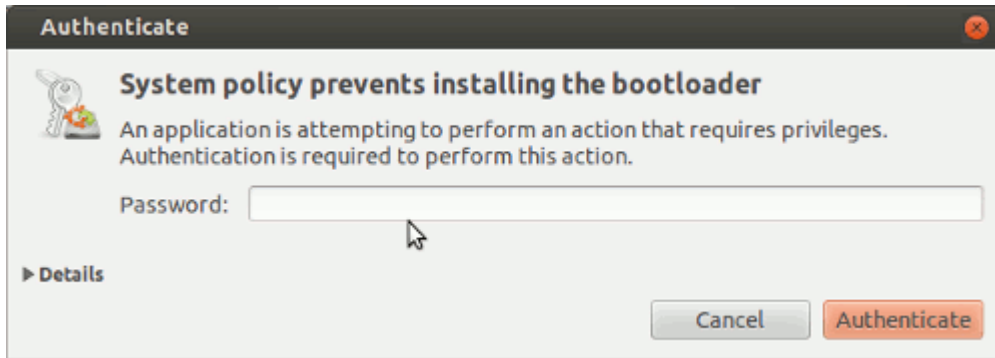 Authenticate
System policy prevents installing the bootloader
An application is attempting to perform an action that requires privileges.
Authentication is required to perform this action.
Password:
Details
Cancel
Authenticate